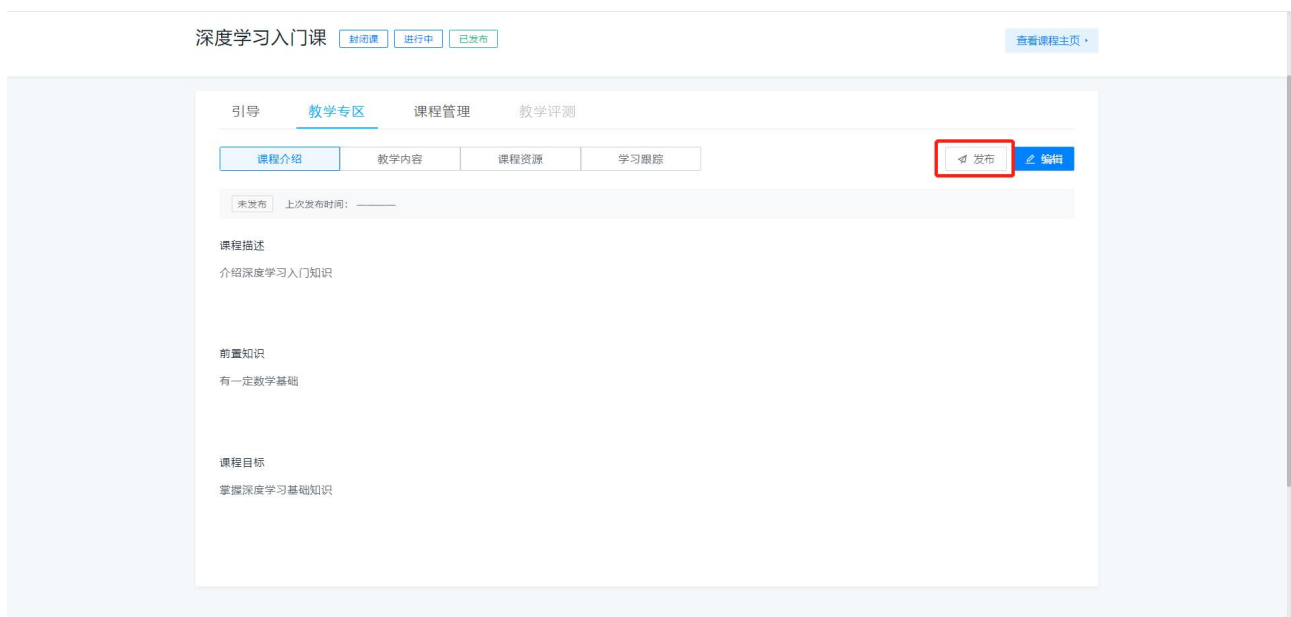 深度学习入门课 封闭课 进行中 已发布 查看课程主页
引导 教学专区 课程管理 教学评测
课程介绍 教学内容 课程资源 学习跟踪 发布 编辑
未发布 上次发布时间： ————
课程描述
介绍深度学习入门知识
前置知识
有一定数学基础
课程目标
掌握深度学习基础知识